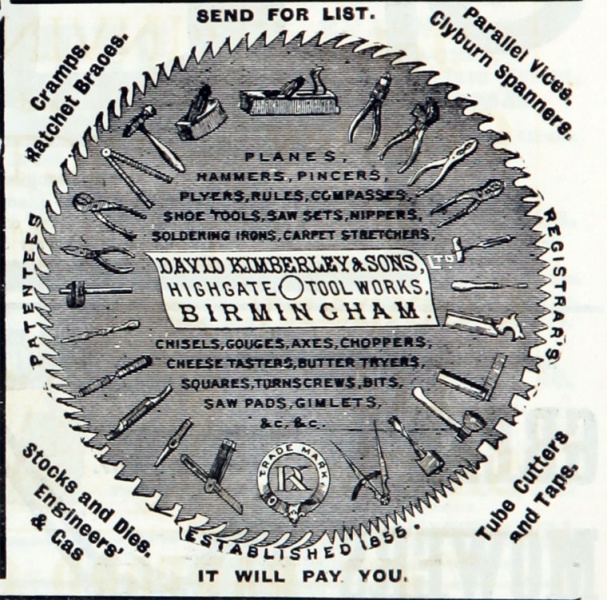 SEND FOR LIST.
Cramps.
Ratchet Braces.
Parallel Vices.
Clyburn Spanners.
PATENTEES
REGISTRAR'S
PLANES,
HAMMERS, PINCERS,
PLYERS, RULES, COMPASSES,
SHOE TOOLS, SAW SETS, NIPPERS,
SOLDERING IRONS, CARPET STRETCHERS,
DAVID KIMBERLEY & SONS, LTD
HIGHGATE TOOL WORKS,
BIRMINGHAM.
CHISELS, GOUGES, AXES, CHOPPERS,
CHEESE TASTERS, BUTTER TRYERS,
SQUARES, TURNSCREWS, BITS,
SAW PADS, GIMLETS,
&c. &c.
TRADE MARK
DK
Stocks and Dies.
Engineers'
& Gas
Tube Cutters
and Taps.
ESTABLISHED 1855.
IT WILL PAY YOU.